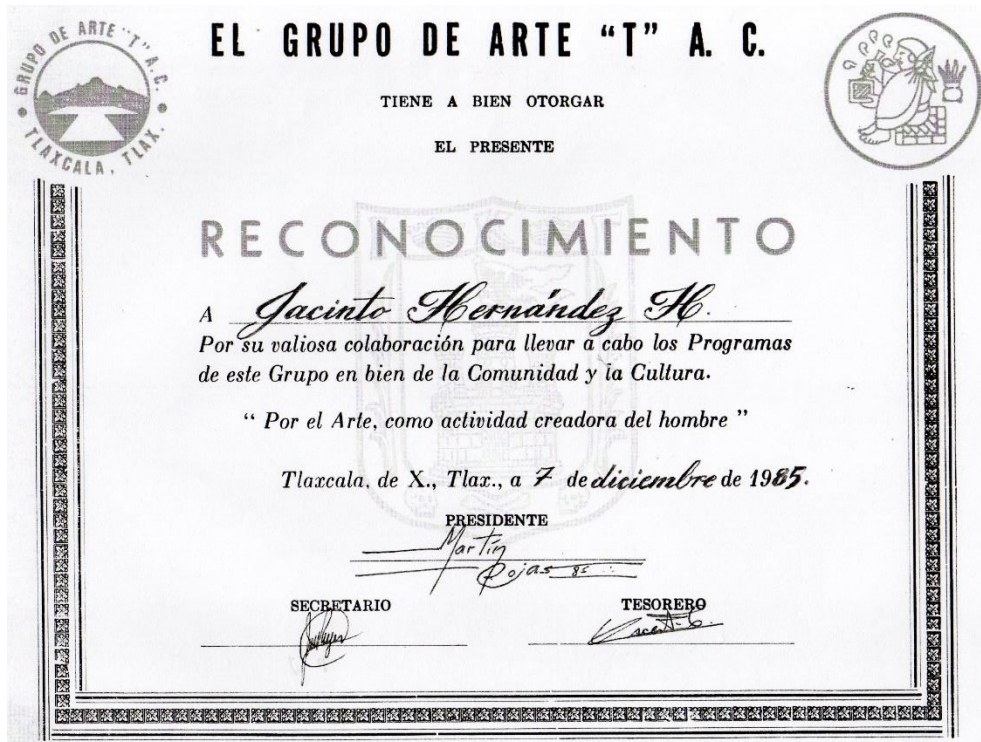 GRUPO DE ARTE "T" A. C.
TLAXCALA, TLAX.
EL GRUPO DE ARTE “T” A. C.
TIENE A BIEN OTORGAR
EL PRESENTE
RECONOCIMIENTO
A Jacinto Hernández H.
Por su valiosa colaboración para llevar a cabo los Programas
de este Grupo en bien de la Comunidad y la Cultura.
“ Por el Arte, como actividad creadora del hombre ”
Tlaxcala, de X., Tlax., a 7 de diciembre de 1985.
PRESIDENTE
Martín
Rojas 85
SECRETARIO
TESORERO